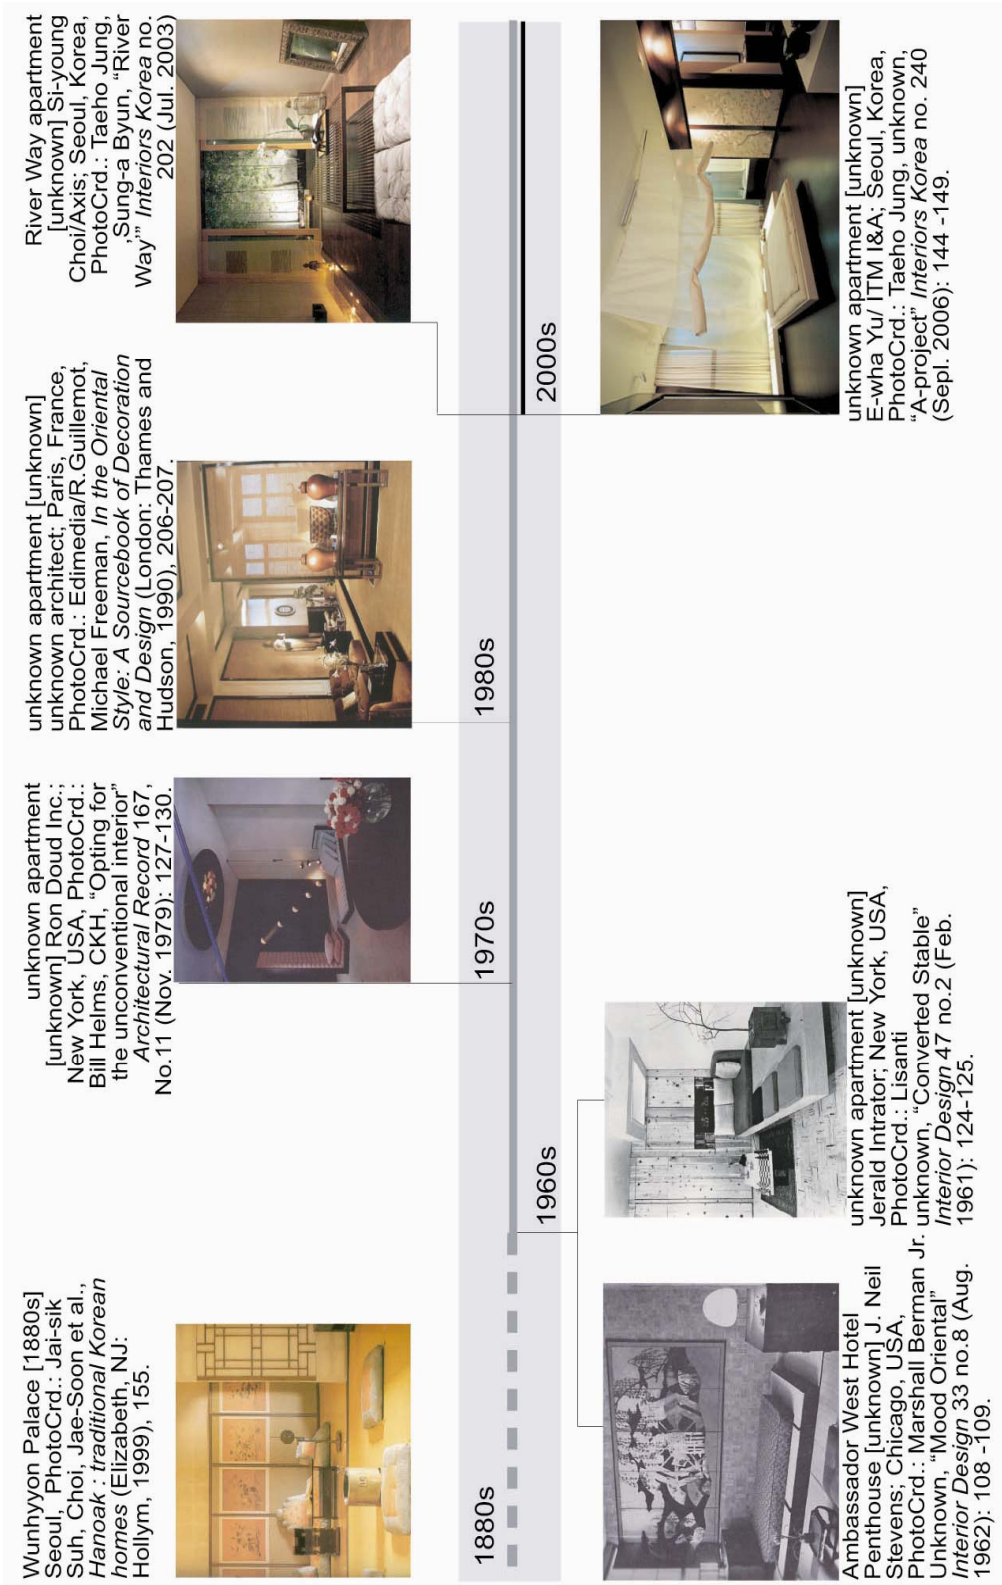 Wunhyyon Palace [1880s]
Seoul, PhotoCrd.: Jai-sik
Suh, Choi, Jae-Soon et al.,
Hanoak : traditional Korean
homes (Elizabeth, NJ:
Hollym, 1999), 155.
unknown apartment
[unknown] Ron Doud Inc.;
New York, USA, PhotoCrd.:
Bill Helms, CKH, “Opting for
the unconventional interior”
Architectural Record 167,
No.11 (Nov. 1979): 127-130.
unknown apartment [unknown]
unknown architect; Paris, France,
PhotoCrd.: Edimedia/R.Guillemot,
Michael Freeman, In the Oriental
Style: A Sourcebook of Decoration
and Design (London: Thames and
Hudson, 1990), 206-207.
River Way apartment
[unknown] Si-young
Choi/Axis; Seoul, Korea,
PhotoCrd.: Taeho Jung,
,Sung-a Byun, “River
Way”’ Interiors Korea no.
202 (Jul. 2003)
1880s
1960s
1970s
1980s
2000s
Ambassador West Hotel
Penthouse [unknown] J. Neil
Stevens; Chicago, USA,
PhotoCrd.: Marshall Berman Jr.
Unknown, “Mood Oriental”
Interior Design 33 no.8 (Aug.
1962): 108 -109.
unknown apartment [unknown]
Jerald Intrator; New York, USA,
PhotoCrd.: Lisanti
unknown, “Converted Stable”
Interior Design 47 no.2 (Feb.
1961): 124-125.
unknown apartment [unknown]
E-wha Yu/ ITM I&A; Seoul, Korea,
PhotoCrd.: Taeho Jung, unknown,
“A-project” Interiors Korea no. 240
(Sepl. 2006): 144 -149.